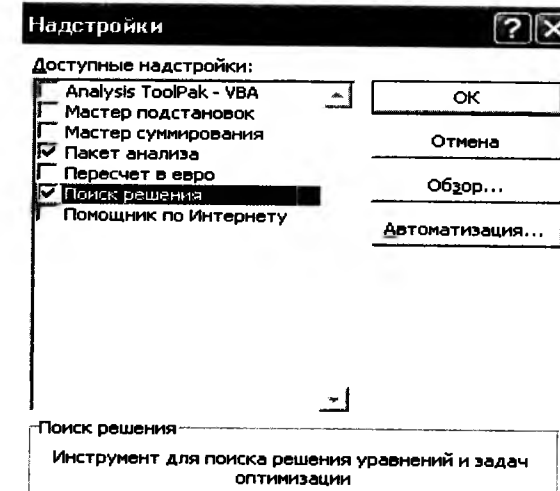 Надстройки
Доступные надстройки:
Analysis ToolPak - VBA
Мастер подстановок
Мастер суммирования
Пакет анализа
Пересчет в евро
Поиск решения
Помощник по Интернету
ОК
Отмена
Обзор...
Автоматизация...
Поиск решения
Инструмент для поиска решения уравнений и задач
оптимизации